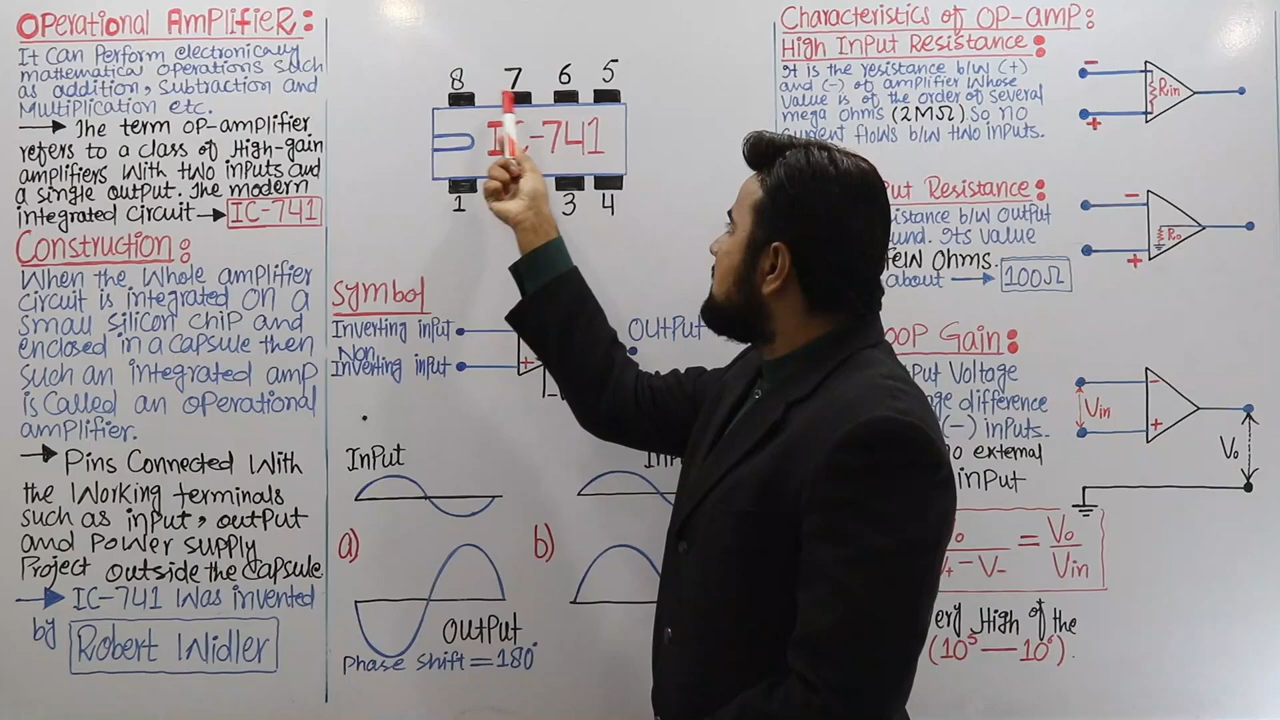 OPerational AmPlifieR:
It Can Perform electronically
mathematical operations such
as addition, subtraction and
Multiplication etc.
→ The term OP-amplifier
refers to a class of High-gain
amplifiers with two inputs and
a single output. The modern
integrated circuit → IC-741
Construction:
When the Whole amplifier
circuit is integrated on a
small silicon chip and
enclosed in a capsule then
such an integrated amp
is Called an operational
amplifier.
→ Pins Connected With
the Working terminals
such as input, output
and Power supply
Project outside the Capsule
→ IC-741 Was invented
by Robert Widler
8 7 6 5
IC-741
1 3 4
Symbol
Inverting input
Non
Inverting input
+
OUtPUT
InPut
a)
OUtPUT
Phase shift = 180°
b)
Characteristics of OP-amp:
High Input Resistance:
It is the resistance b/w (+)
and (-) of amplifier Whose
Value is of the order of several
mega ohms (2MΩ). So no
current flows b/w two inputs.
- Rin +
Resistance:
b/w output
Its value
few Ohms.
about → 100Ω
- Ro +
Gain:
Voltage
difference
(-) inputs.
external
input
Vin - + Vo
V- = Vo/Vin
High of the
(10⁵ — 10⁶).